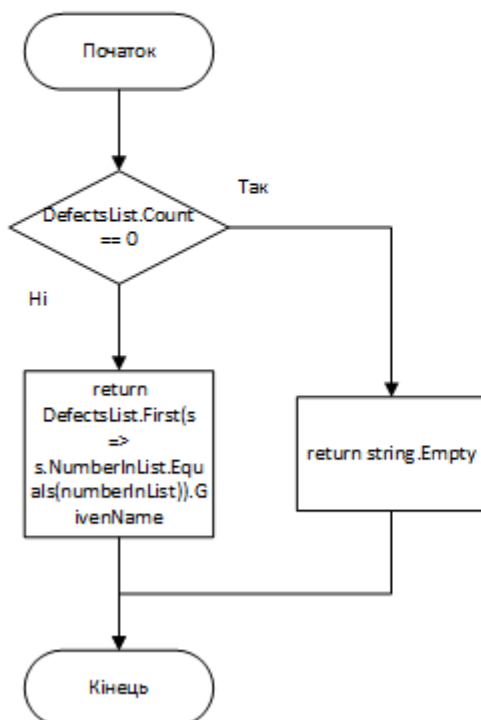 Початок
Так
DefectsList.Count
== 0
Ні
return
DefectsList.First(s
=>
s.NumberInList.Equ
als(numberInList)).G
ivenName
return string.Empty
Кінець